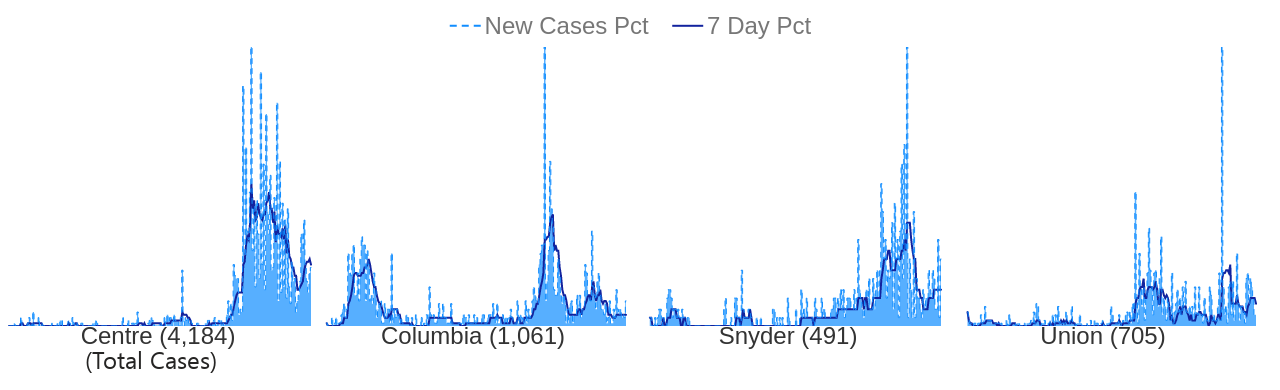 New Cases Pct 7 Day Pct
Centre (4,184) Columbia (1,061) Snyder (491) Union (705)
(Total Cases)